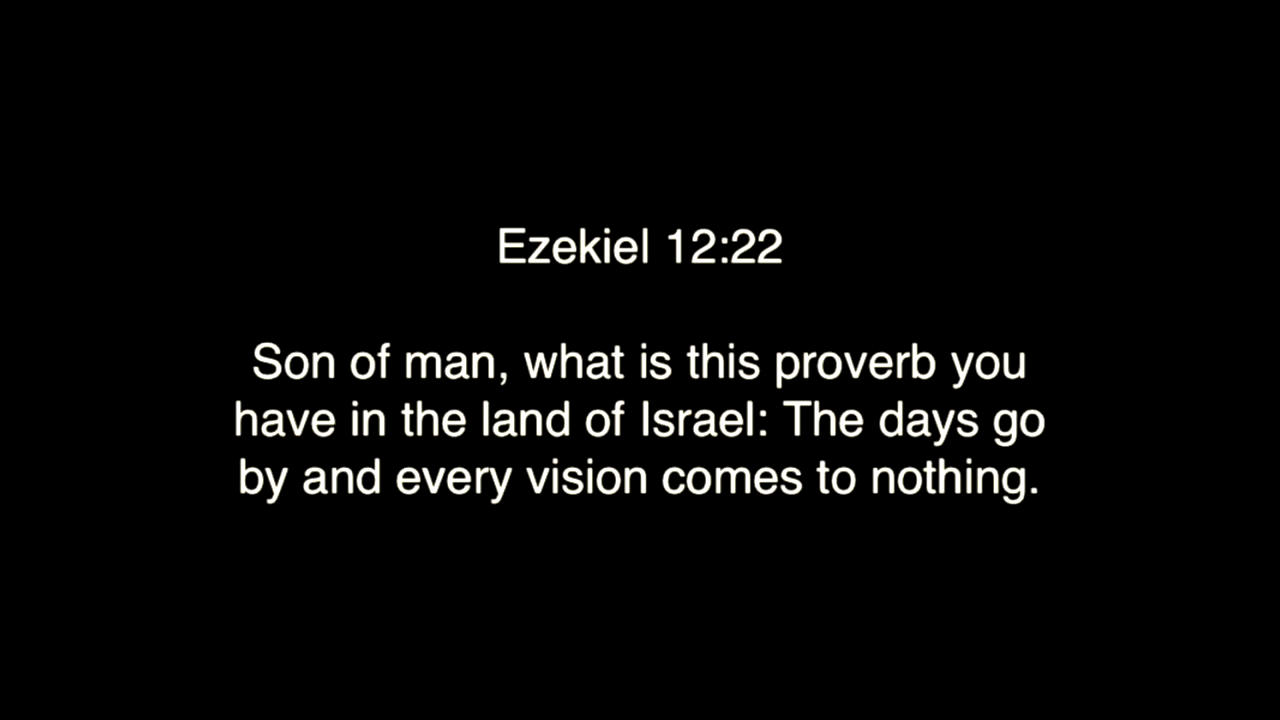 Ezekiel 12:22
Son of man, what is this proverb you
have in the land of Israel: The days go
by and every vision comes to nothing.